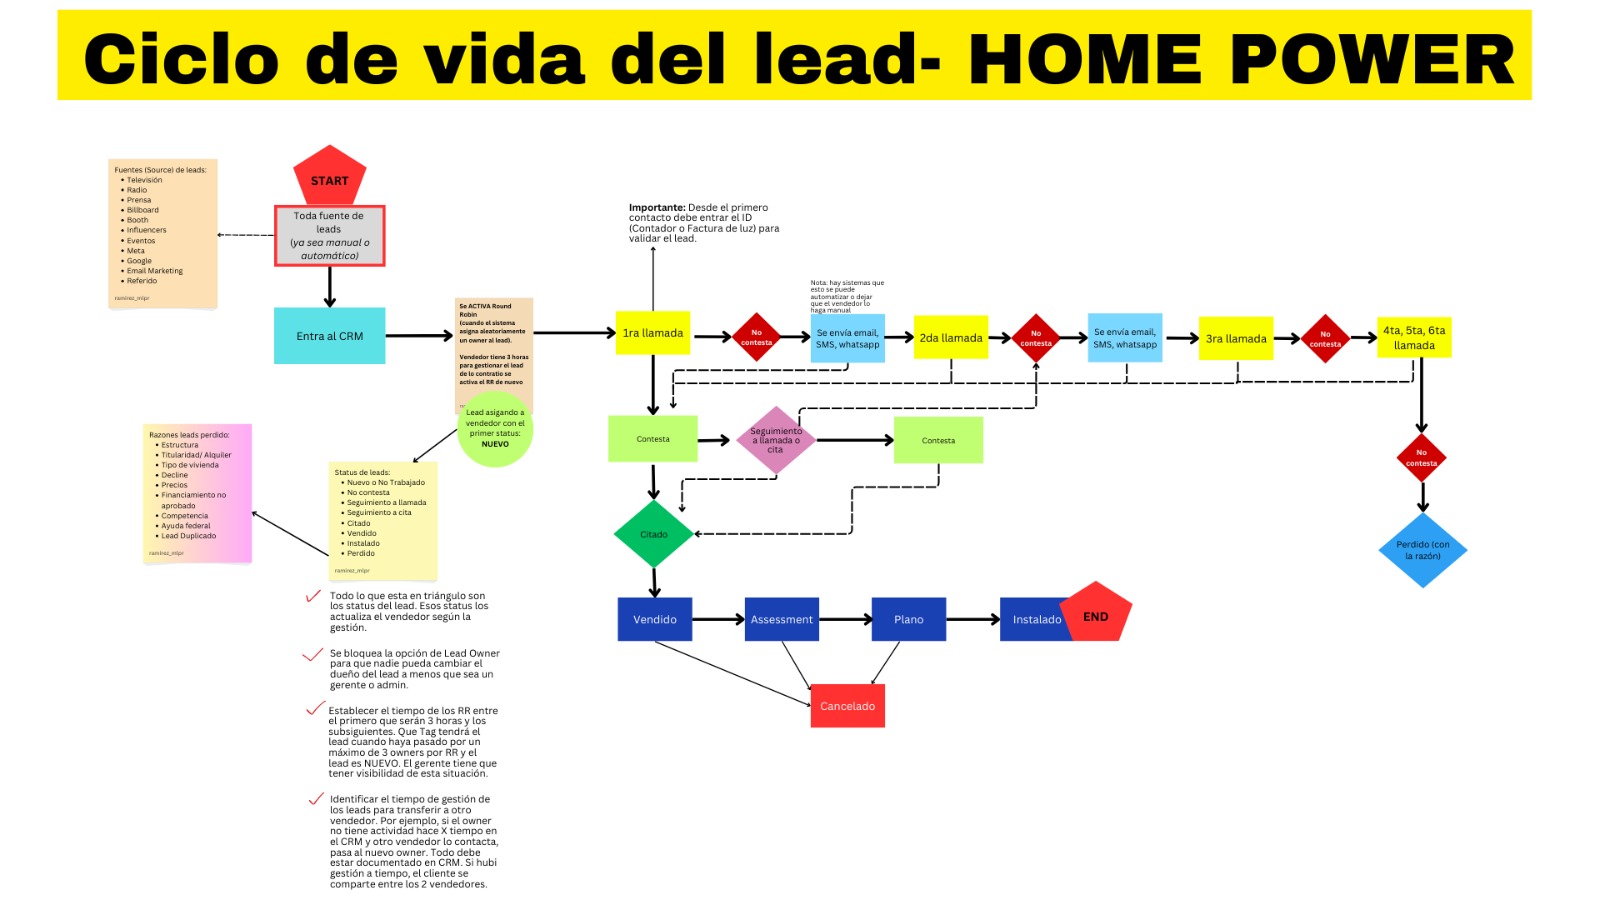 Ciclo de vida del lead- HOME POWER
START
Toda fuente de
leads
(ya sea manual o
automático)
Fuentes (Source) de leads:
• Televisión
• Radio
• Prensa
• Billboard
• Booth
• Influencers
• Eventos
• Meta
• Google
• Email Marketing
• Referido
ramirez_mlpr
Entra al CRM
Se ACTIVA Round
Robin
(cuando el sistema
asigna aleatoriamente
un owner al lead).
Vendedor tiene 3 horas
para gestionar el lead
de lo contratio se
activa el RR de nuevo
Lead asigando a
vendedor con el
primer status:
NUEVO
Importante: Desde el primero
contacto debe entrar el ID
(Contador o Factura de luz) para
validar el lead.
1ra llamada
No
contesta
Nota: hay sistemas que
esto se puede
automatizar o dejar
que el vendedor lo
haga manual
Se envía email,
SMS, whatsapp
2da llamada
No
contesta
Se envía email,
SMS, whatsapp
3ra llamada
No
contesta
4ta, 5ta, 6ta
llamada
Contesta
Seguimiento
a llamada o
cita
Contesta
No
contesta
Citado
Perdido (con
la razón)
Vendido
Assessment
Plano
Instalado
END
Cancelado
Razones leads perdido:
• Estructura
• Titularidad/ Alquiler
• Tipo de vivienda
• Decline
• Precios
• Financiamiento no
aprobado
• Competencia
• Ayuda federal
• Lead Duplicado
ramirez_mlpr
Status de leads:
• Nuevo o No Trabajado
• No contesta
• Seguimiento a llamada
• Seguimiento a cita
• Citado
• Vendido
• Instalado
• Perdido
ramirez_mlpr
Todo lo que esta en triángulo son
los status del lead. Esos status los
actualiza el vendedor según la
gestión.
Se bloquea la opción de Lead Owner
para que nadie pueda cambiar el
dueño del lead a menos que sea un
gerente o admin.
Establecer el tiempo de los RR entre
el primero que serán 3 horas y los
subsiguientes. Que Tag tendrá el
lead cuando haya pasado por un
máximo de 3 owners por RR y el
lead es NUEVO. El gerente tiene que
tener visibilidad de esta situación.
Identificar el tiempo de gestión de
los leads para transferir a otro
vendedor. Por ejemplo, si el owner
no tiene actividad hace X tiempo en
el CRM y otro vendedor lo contacta,
pasa al nuevo owner. Todo debe
estar documentado en CRM. Si hubi
gestión a tiempo, el cliente se
comparte entre los 2 vendedores.